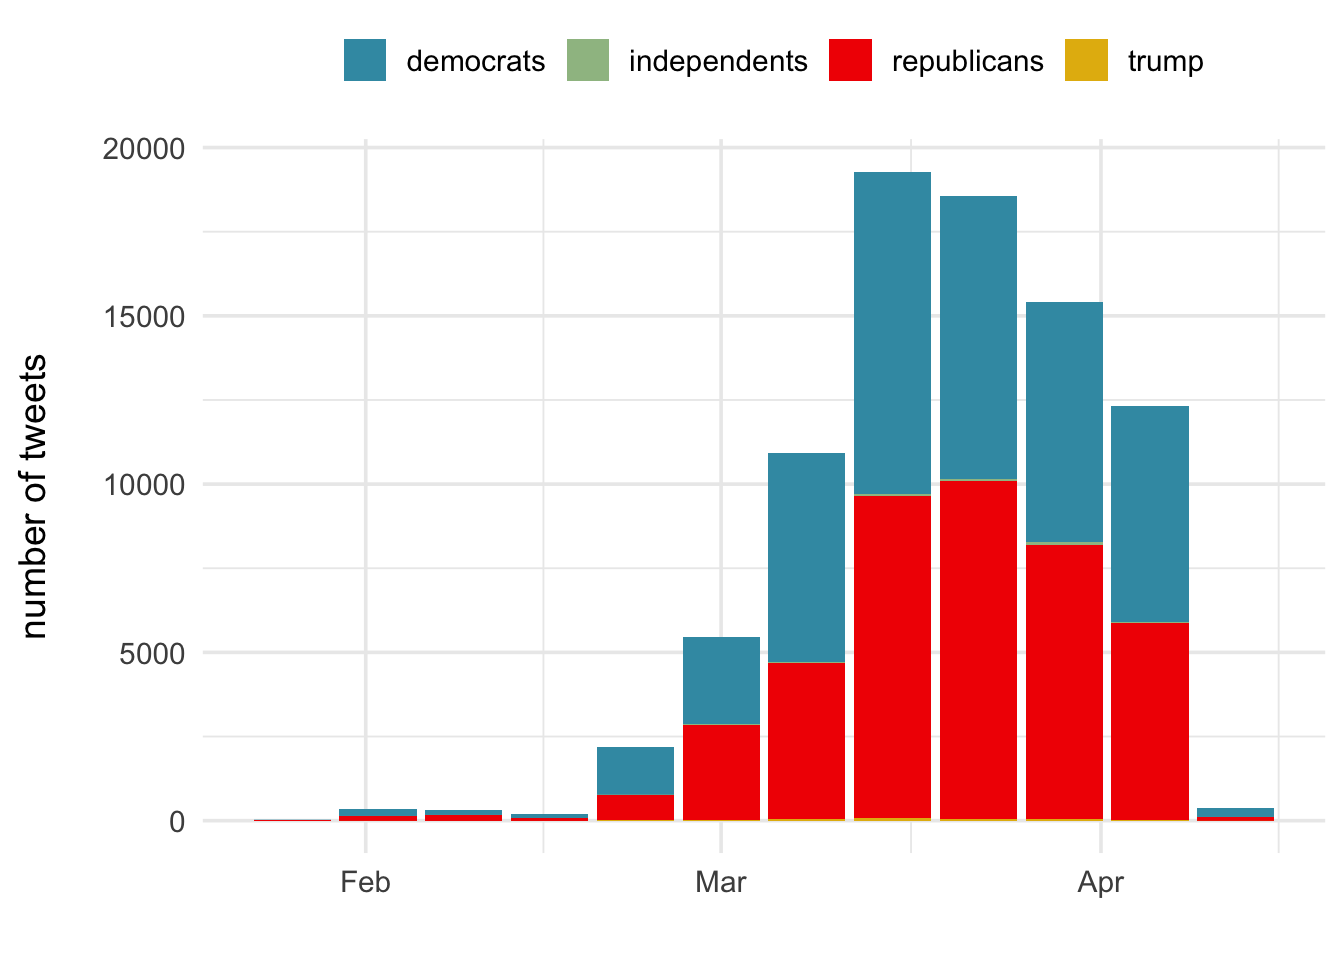 democrats independents republicans trump
number of tweets
20000
15000
10000
5000
0
Feb Mar Apr